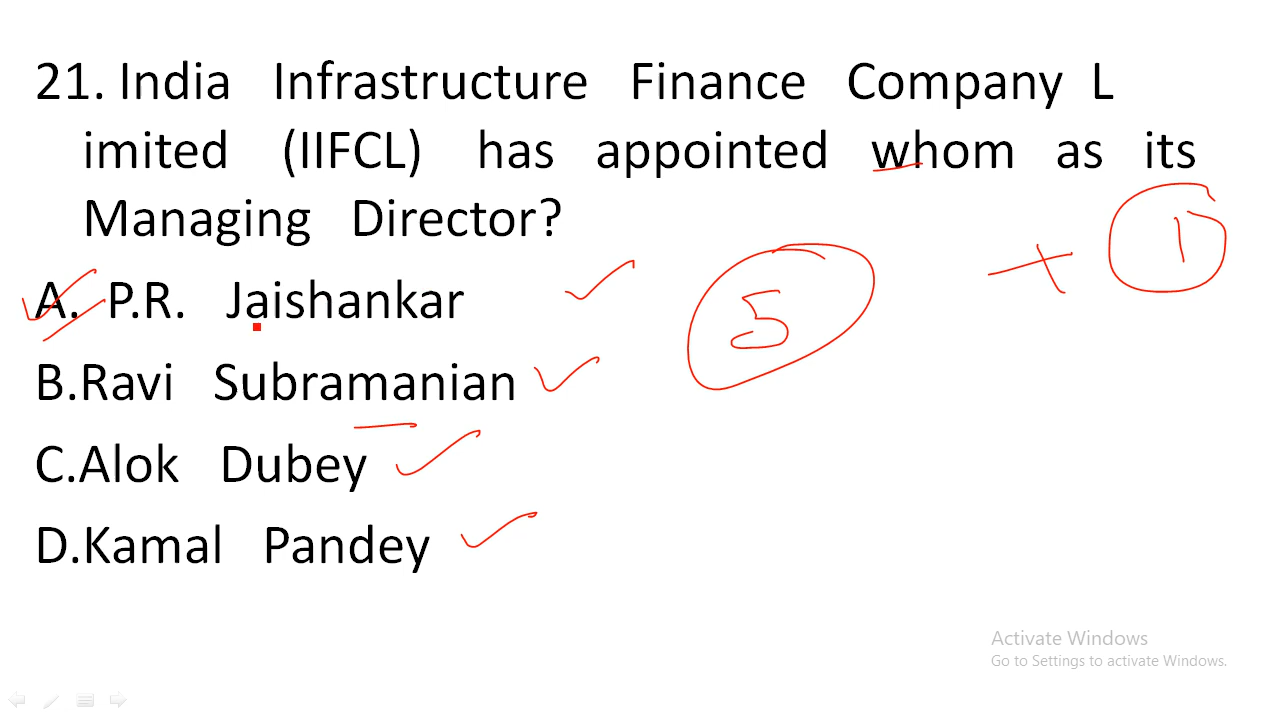 21. India Infrastructure Finance Company L
imited (IIFCL) has appointed whom as its
Managing Director?
A. P.R. Jaishankar
B.Ravi Subramanian
C.Alok Dubey
D.Kamal Pandey
5 + 1
Activate Windows
Go to Settings to activate Windows.